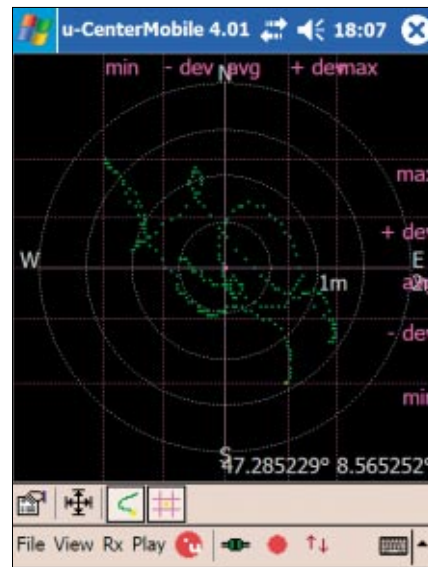 u-CenterMobile 4.01 18:07
min - dev avg + dev max
N
max
+ dev
W E
1m
- dev
min
S
47.285229° 8.565252°
File View Rx Play